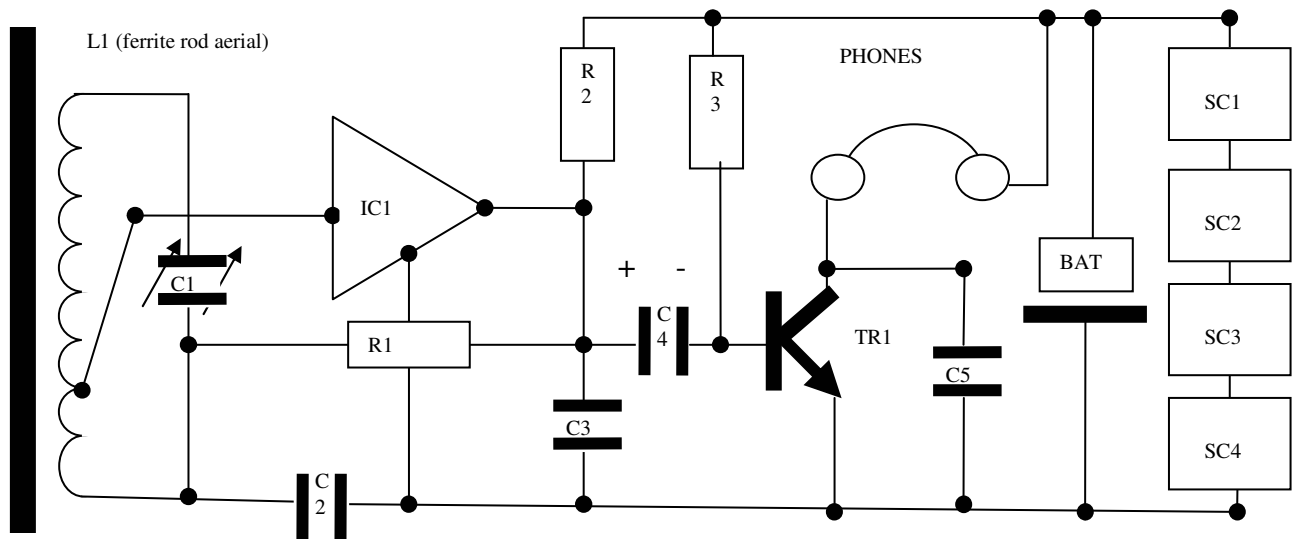 L1 (ferrite rod aerial)
R
2
R
3
PHONES
SC1
IC1
SC2
BAT
+ -
C1
C
4
R1
TR1
SC3
C5
C3
SC4
C
2